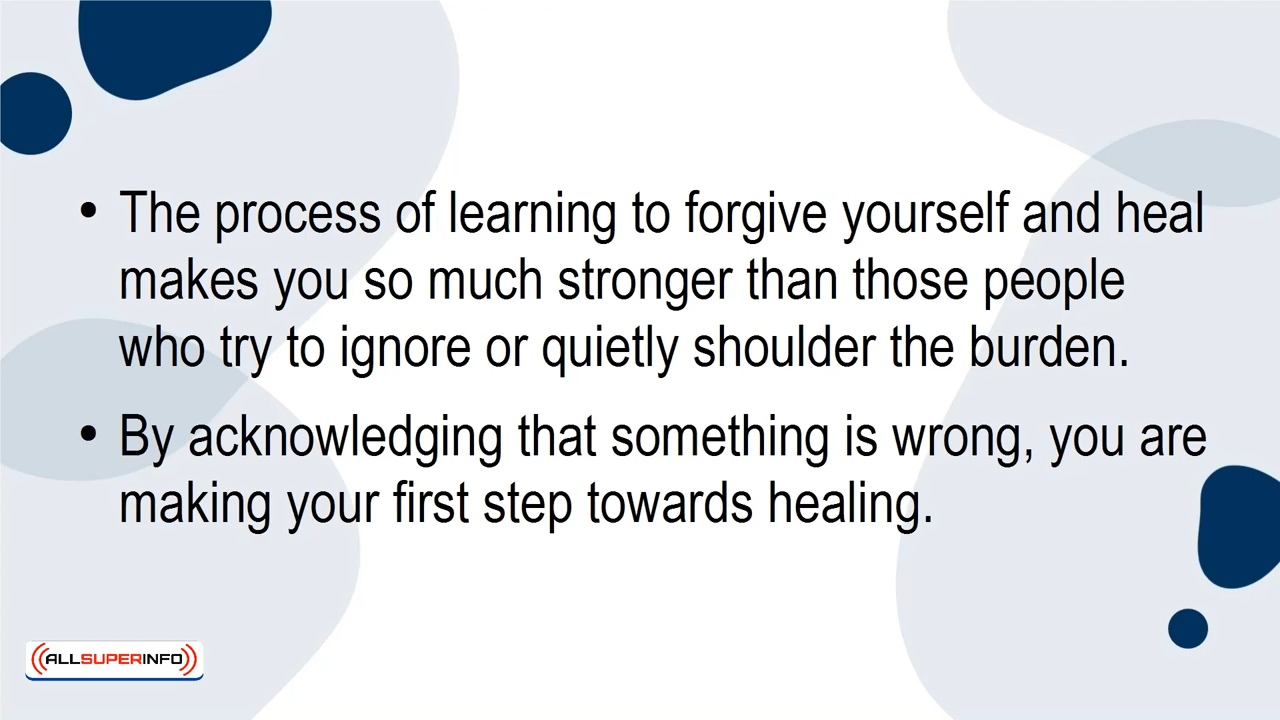 • The process of learning to forgive yourself and heal
makes you so much stronger than those people
who try to ignore or quietly shoulder the burden.
• By acknowledging that something is wrong, you are
making your first step towards healing.
ALLSUPERINFO